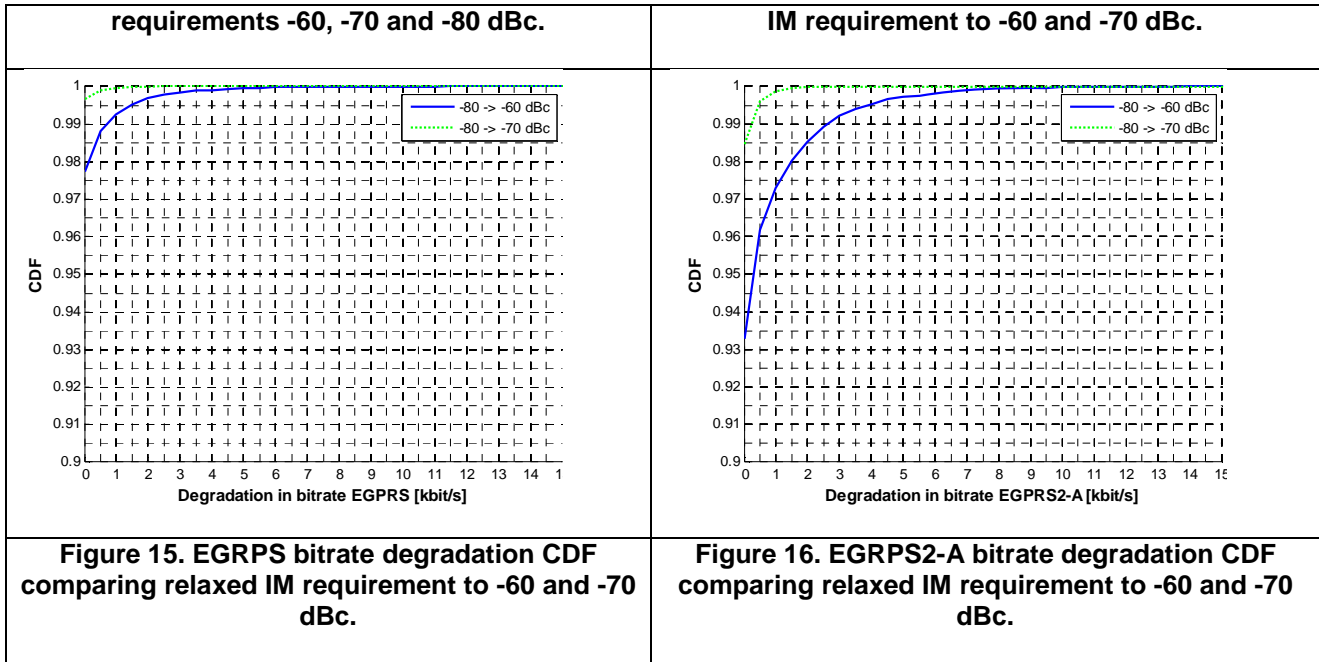 requirements -60, -70 and -80 dBc.
IM requirement to -60 and -70 dBc.
1
0.99
0.98
0.97
0.96
0.95
0.94
0.93
0.92
0.91
0.9
CDF
-80 -> -60 dBc
-80 -> -70 dBc
0 1 2 3 4 5 6 7 8 9 10 11 12 13 14 1
Degradation in bitrate EGPRS [kbit/s]
1
0.99
0.98
0.97
0.96
0.95
0.94
0.93
0.92
0.91
0.9
CDF
-80 -> -60 dBc
-80 -> -70 dBc
0 1 2 3 4 5 6 7 8 9 10 11 12 13 14 15
Degradation in bitrate EGPRS2-A [kbit/s]
Figure 15. EGRPS bitrate degradation CDF
comparing relaxed IM requirement to -60 and -70
dBc.
Figure 16. EGRPS2-A bitrate degradation CDF
comparing relaxed IM requirement to -60 and -70
dBc.